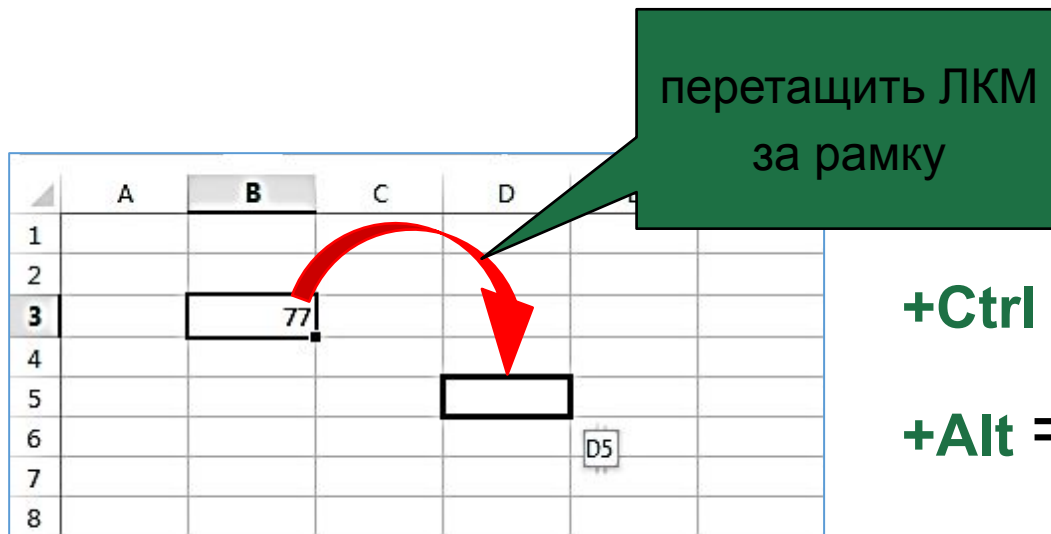 перетащить ЛКМ
за рамку
A B C D
1
2
3 77
4
5
6 D5
7
8
+Ctrl
+Alt =